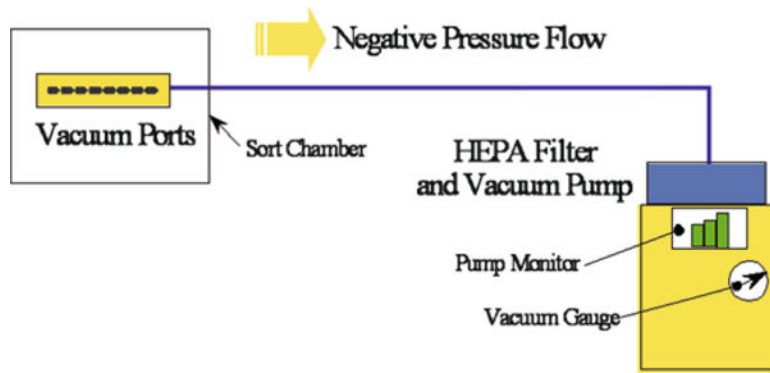 Negative Pressure Flow
Vacuum Ports
Sort Chamber
HEPA Filter
and Vacuum Pump
Pump Monitor
Vacuum Gauge